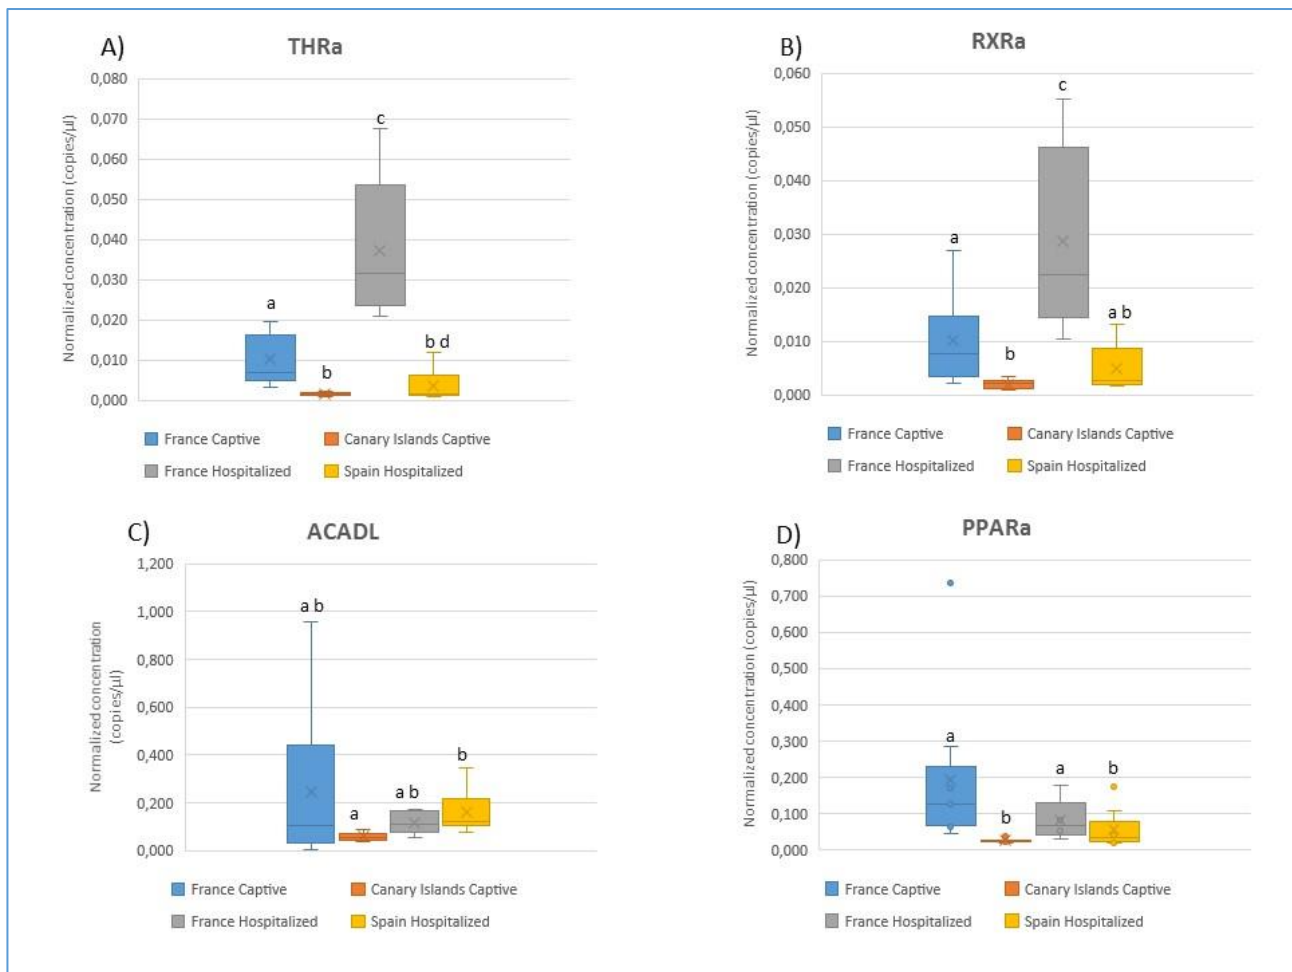 A)
THRa
Normalized concentration (copies/µl)
0,080
0,070
0,060
0,050
0,040
0,030
0,020
0,010
0,000
a
b
c
b d
France Captive
Canary Islands Captive
France Hospitalized
Spain Hospitalized
B)
RXRa
Normalized concentration (copies/µl)
0,060
0,050
0,040
0,030
0,020
0,010
0,000
a
b
c
a b
France Captive
Canary Islands Captive
France Hospitalized
Spain Hospitalized
C)
ACADL
Normalized concentration
(copies/µl)
1,200
1,000
0,800
0,600
0,400
0,200
0,000
a b
a
a b
b
France Captive
Canary Islands Captive
France Hospitalized
Spain Hospitalized
D)
PPARa
Normalized concentration (copies/µl)
0,800
0,700
0,600
0,500
0,400
0,300
0,200
0,100
0,000
a
b
a
b
France Captive
Canary Islands Captive
France Hospitalized
Spain Hospitalized